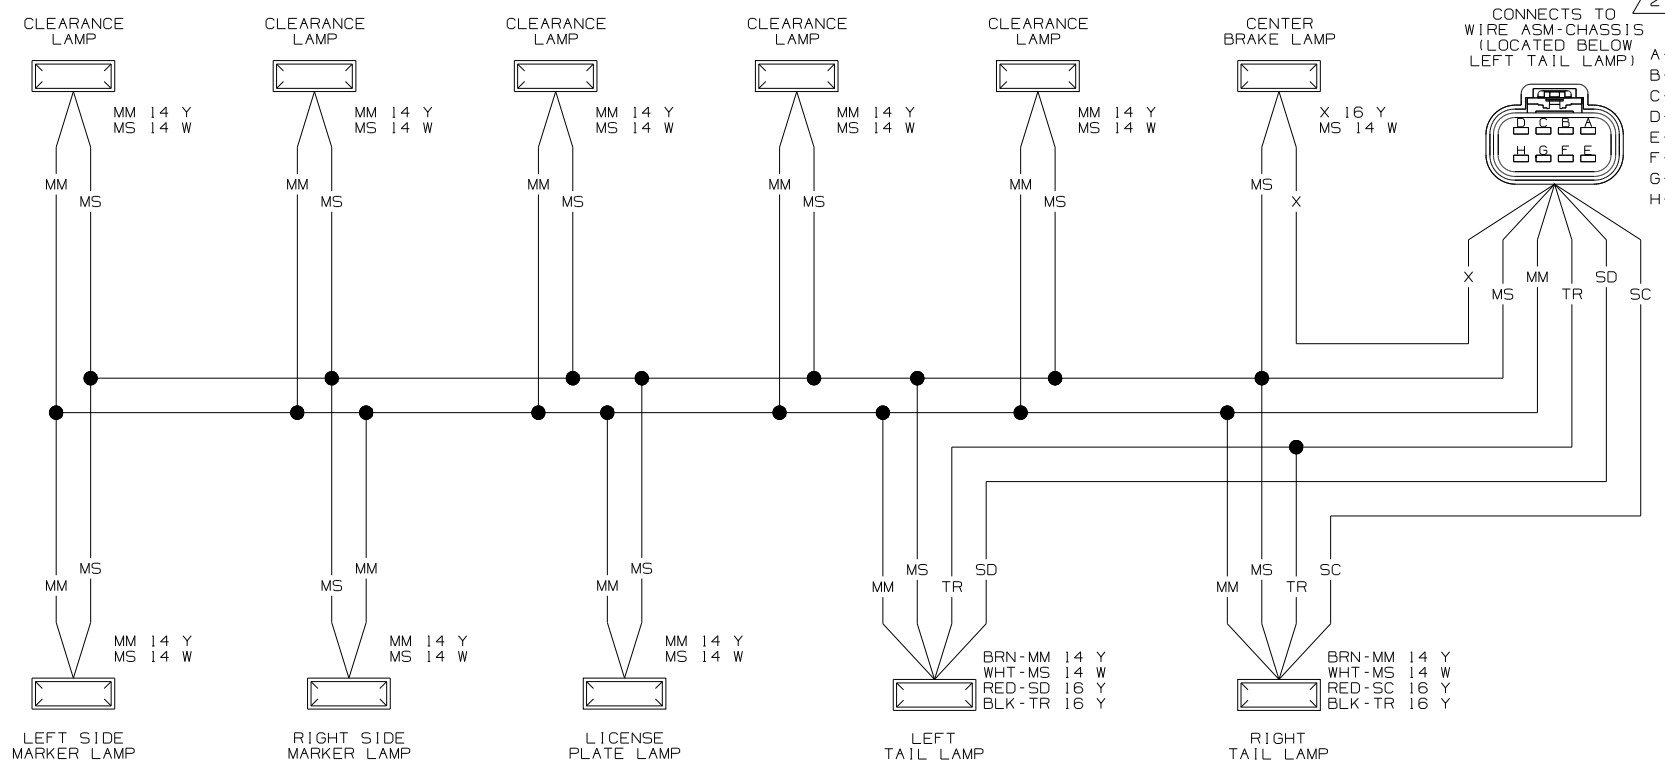 CLEARANCE
LAMP
CLEARANCE
LAMP
CLEARANCE
LAMP
CLEARANCE
LAMP
CLEARANCE
LAMP
CENTER
BRAKE LAMP
CONNECTS TO
WIRE ASM-CHASSIS
(LOCATED BELOW
LEFT TAIL LAMP)
2
A-
B-
C-
D-
E-
F-
G-
H-
MM 14 Y
MS 14 W
MM 14 Y
MS 14 W
MM 14 Y
MS 14 W
MM 14 Y
MS 14 W
MM 14 Y
MS 14 W
X 16 Y
MS 14 W
D C B A
H G F E
MM
MS
MM
MS
MM
MS
MM
MS
MM
MS
MS
X
X
MS
MM
TR
SD
SC
MM
MS
MS
MM
MM
MS
MM
MS
TR
SD
MM
MS
TR
SC
MM 14 Y
MS 14 W
MM 14 Y
MS 14 W
MM 14 Y
MS 14 W
BRN-MM 14 Y
WHT-MS 14 W
RED-SD 16 Y
BLK-TR 16 Y
BRN-MM 14 Y
WHT-MS 14 W
RED-SC 16 Y
BLK-TR 16 Y
LEFT SIDE
MARKER LAMP
RIGHT SIDE
MARKER LAMP
LICENSE
PLATE LAMP
LEFT
TAIL LAMP
RIGHT
TAIL LAMP